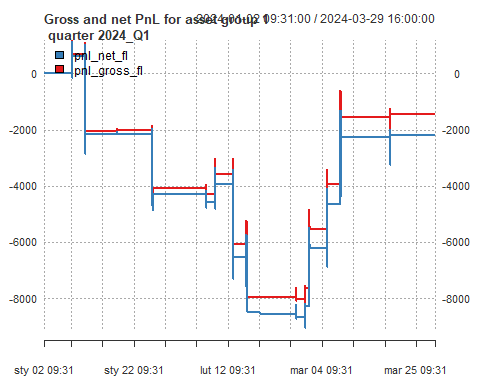 Gross and net PnL for asset group 1
2024-01-02 09:31:00 / 2024-03-29 16:00:00
quarter 2024_Q1
pnl_net_fl
pnl_gross_fl
0
0
-2000
-2000
-4000
-4000
-6000
-6000
-8000
-8000
sty 02 09:31
sty 22 09:31
lut 12 09:31
mar 04 09:31
mar 25 09:31